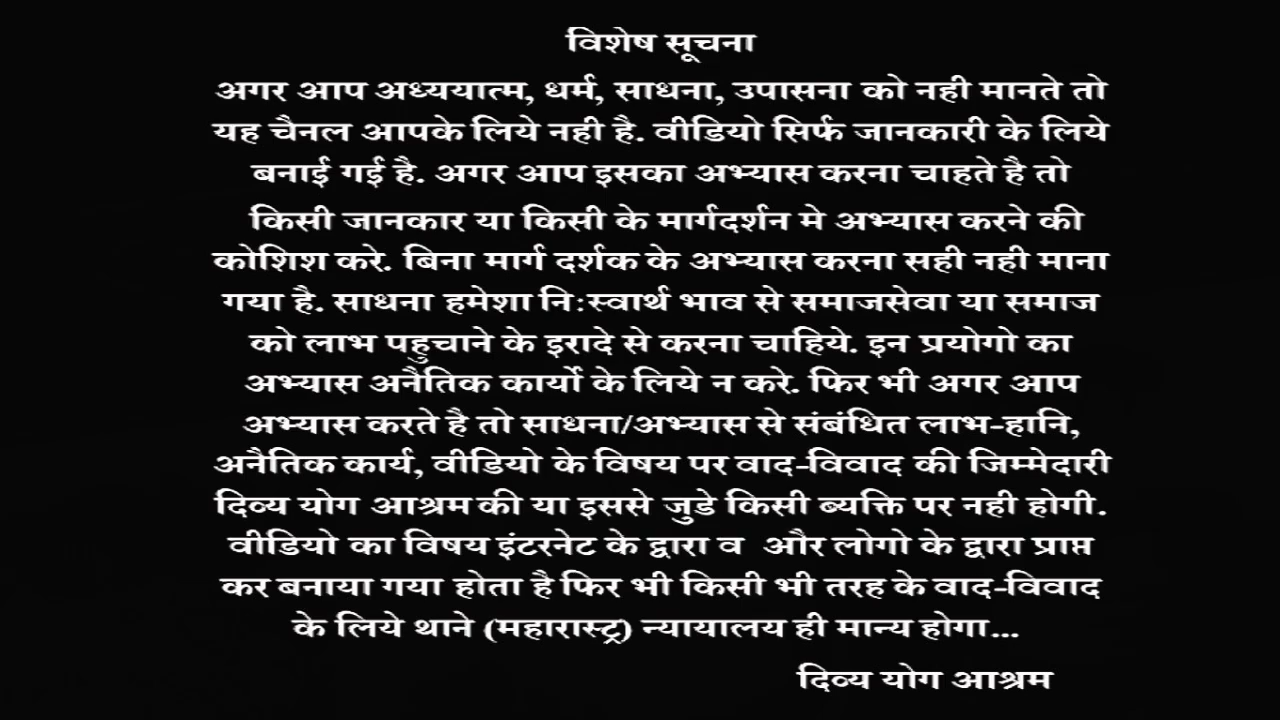 विशेष सूचना
अगर आप अध्ययात्म, धर्म, साधना, उपासना को नही मानते तो
यह चैनल आपके लिये नही है. वीडियो सिर्फ जानकारी के लिये
बनाई गई है. अगर आप इसका अभ्यास करना चाहते है तो
किसी जानकार या किसी के मार्गदर्शन मे अभ्यास करने की
कोशिश करे. बिना मार्ग दर्शक के अभ्यास करना सही नही माना
गया है. साधना हमेशा नि:स्वार्थ भाव से समाजसेवा या समाज
को लाभ पहुचाने के इरादे से करना चाहिये. इन प्रयोगो का
अभ्यास अनैतिक कार्यो के लिये न करे. फिर भी अगर आप
अभ्यास करते है तो साधना/अभ्यास से संबंधित लाभ-हानि,
अनैतिक कार्य, वीडियो के विषय पर वाद-विवाद की जिम्मेदारी
दिव्य योग आश्रम की या इससे जुडे किसी ब्यक्ति पर नही होगी.
वीडियो का विषय इंटरनेट के द्वारा व और लोगो के द्वारा प्राप्त
कर बनाया गया होता है फिर भी किसी भी तरह के वाद-विवाद
के लिये थाने (महारास्ट्र) न्यायालय ही मान्य होगा...
दिव्य योग आश्रम